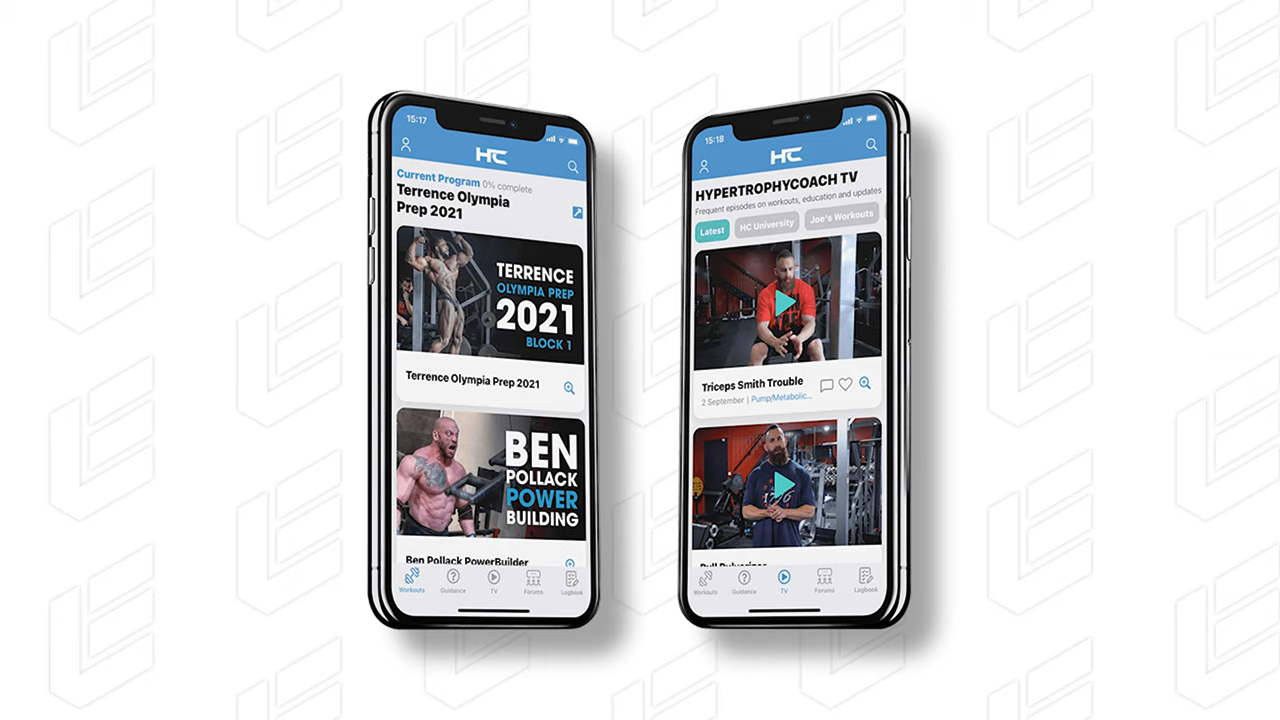 15:17
HC
Current Program 0% complete
Terrence Olympia
Prep 2021
TERRENCE
OLYMPIA PREP
2021
BLOCK 1
Terrence Olympia Prep 2021
BEN
POLLACK
POWER
BUILDING
Ben Pollack PowerBuilder
Workouts
Guidance
TV
Forums
Logbook
15:18
HC
HYPERTROPHYCOACH TV
Frequent episodes on workouts, education and updates
Latest
HC University
Joe's Workouts
Triceps Smith Trouble
2 September | Pump/Metabolic...
Pull Pulverizer
Workouts
Guidance
TV
Forums
Logbook